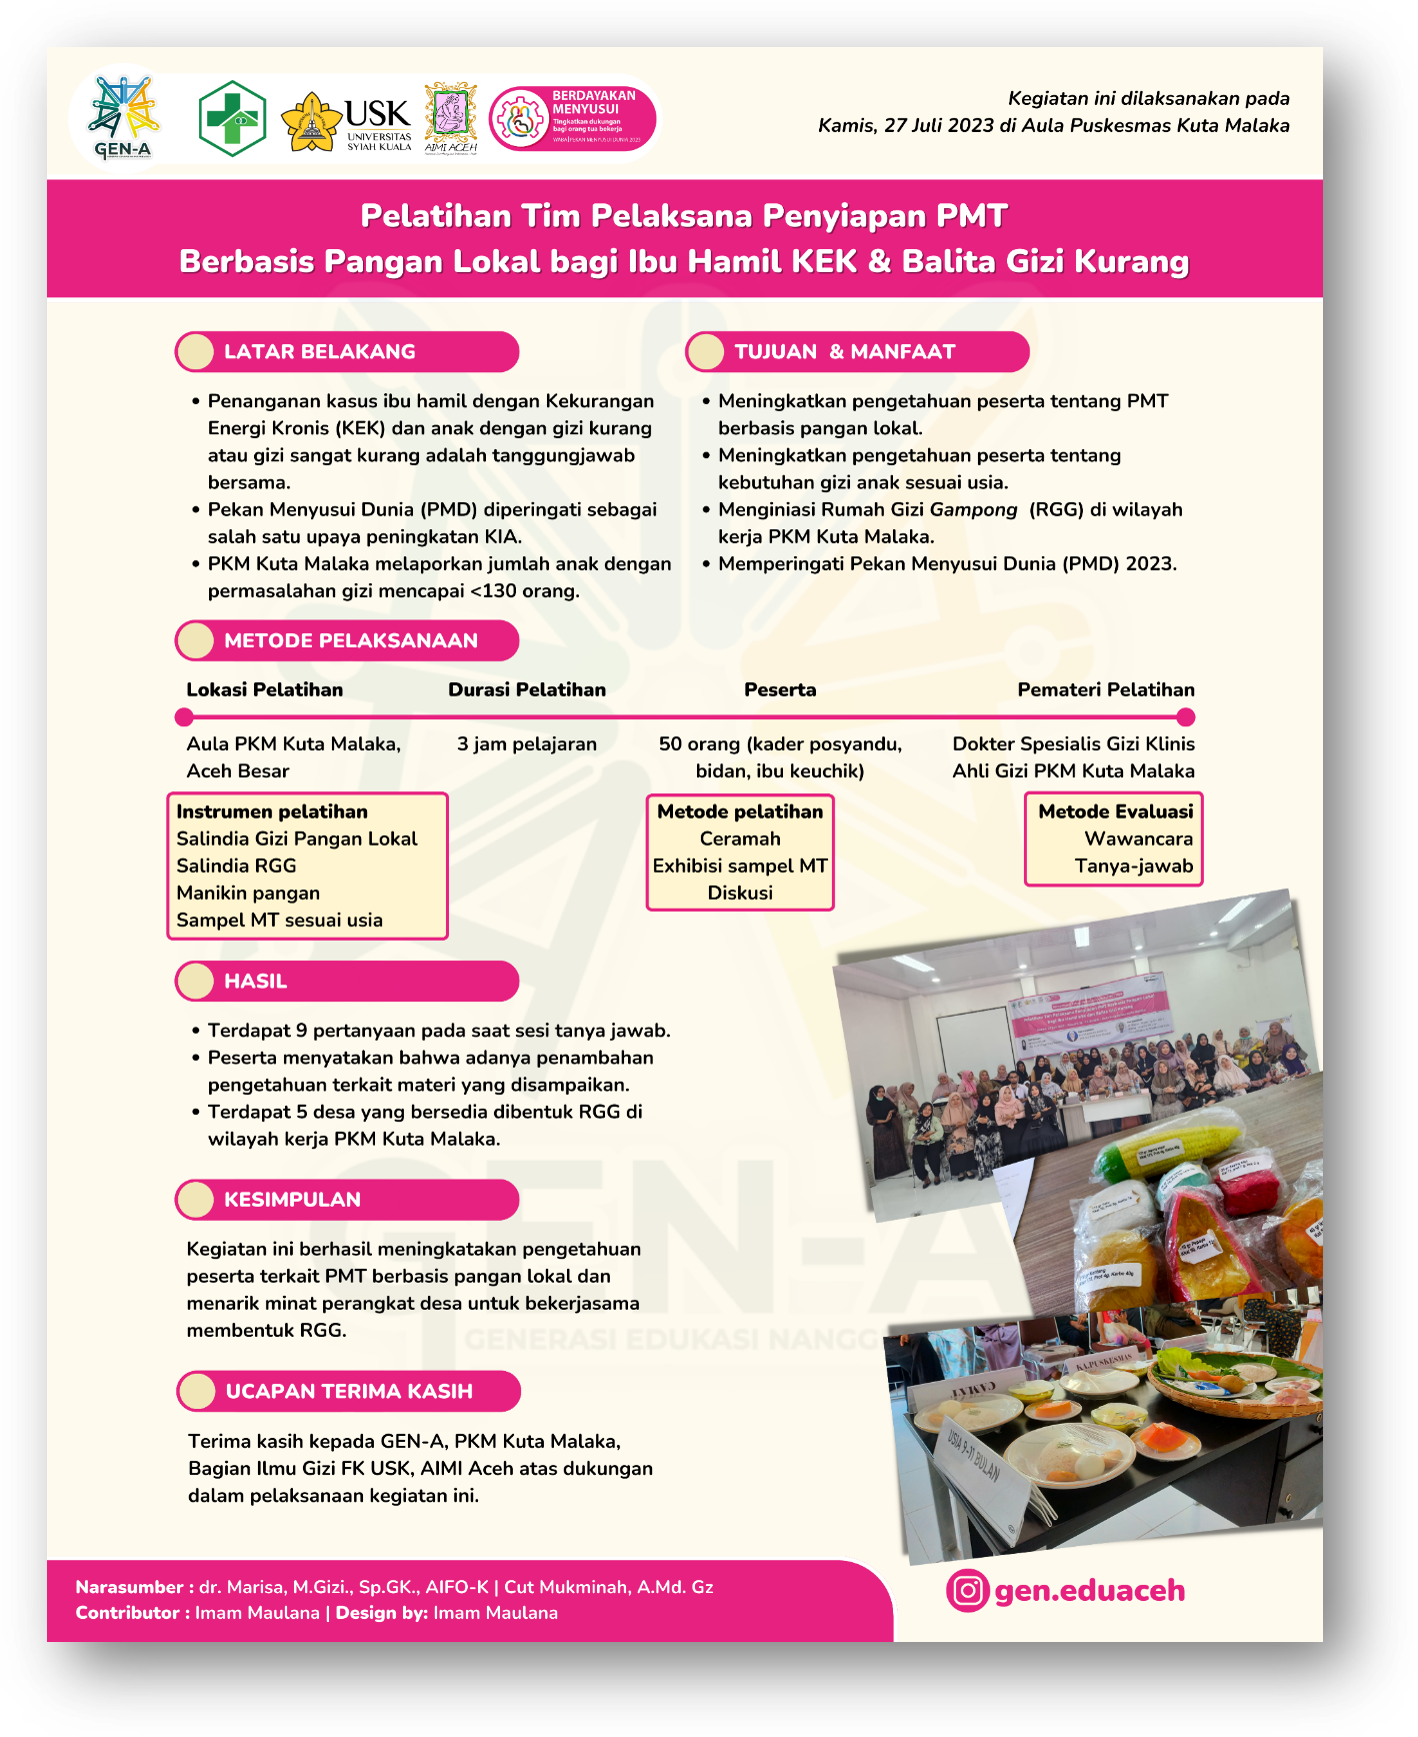 GEN-A
USK
UNIVERSITAS
SYIAH KUALA
AIMI ACEH
BERDAYAKAN
MENYUSUI
Tingkatkan dukungan
bagi orang tua bekerja
Kegiatan ini dilaksanakan pada
Kamis, 27 Juli 2023 di Aula Puskesmas Kuta Malaka
Pelatihan Tim Pelaksana Penyiapan PMT
Berbasis Pangan Lokal bagi Ibu Hamil KEK & Balita Gizi Kurang
LATAR BELAKANG
• Penanganan kasus ibu hamil dengan Kekurangan
Energi Kronis (KEK) dan anak dengan gizi kurang
atau gizi sangat kurang adalah tanggungjawab
bersama.
• Pekan Menyusui Dunia (PMD) diperingati sebagai
salah satu upaya peningkatan KIA.
• PKM Kuta Malaka melaporkan jumlah anak dengan
permasalahan gizi mencapai <130 orang.
TUJUAN & MANFAAT
• Meningkatkan pengetahuan peserta tentang PMT
berbasis pangan lokal.
• Meningkatkan pengetahuan peserta tentang
kebutuhan gizi anak sesuai usia.
• Menginiasi Rumah Gizi Gampong (RGG) di wilayah
kerja PKM Kuta Malaka.
• Memperingati Pekan Menyusui Dunia (PMD) 2023.
METODE PELAKSANAAN
Lokasi Pelatihan
Aula PKM Kuta Malaka,
Aceh Besar
Durasi Pelatihan
3 jam pelajaran
Peserta
50 orang (kader posyandu,
bidan, ibu keuchik)
Pemateri Pelatihan
Dokter Spesialis Gizi Klinis
Ahli Gizi PKM Kuta Malaka
Instrumen pelatihan
Salindia Gizi Pangan Lokal
Salindia RGG
Manikin pangan
Sampel MT sesuai usia
Metode pelatihan
Ceramah
Exhibisi sampel MT
Diskusi
Metode Evaluasi
Wawancara
Tanya-jawab
HASIL
• Terdapat 9 pertanyaan pada saat sesi tanya jawab.
• Peserta menyatakan bahwa adanya penambahan
pengetahuan terkait materi yang disampaikan.
• Terdapat 5 desa yang bersedia dibentuk RGG di
wilayah kerja PKM Kuta Malaka.
KESIMPULAN
Kegiatan ini berhasil meningkatakan pengetahuan
peserta terkait PMT berbasis pangan lokal dan
menarik minat perangkat desa untuk bekerjasama
membentuk RGG.
GEN-A
GENERASI EDUKASI NANGG
UCAPAN TERIMA KASIH
Terima kasih kepada GEN-A, PKM Kuta Malaka,
Bagian Ilmu Gizi FK USK, AIMI Aceh atas dukungan
dalam pelaksanaan kegiatan ini.
CAMAT
KA.PUSKESMAS
USIA 9-11 BULAN
Narasumber : dr. Marisa, M.Gizi., Sp.GK., AIFO-K | Cut Mukminah, A.Md. Gz
Contributor : Imam Maulana | Design by: Imam Maulana
gen.eduaceh